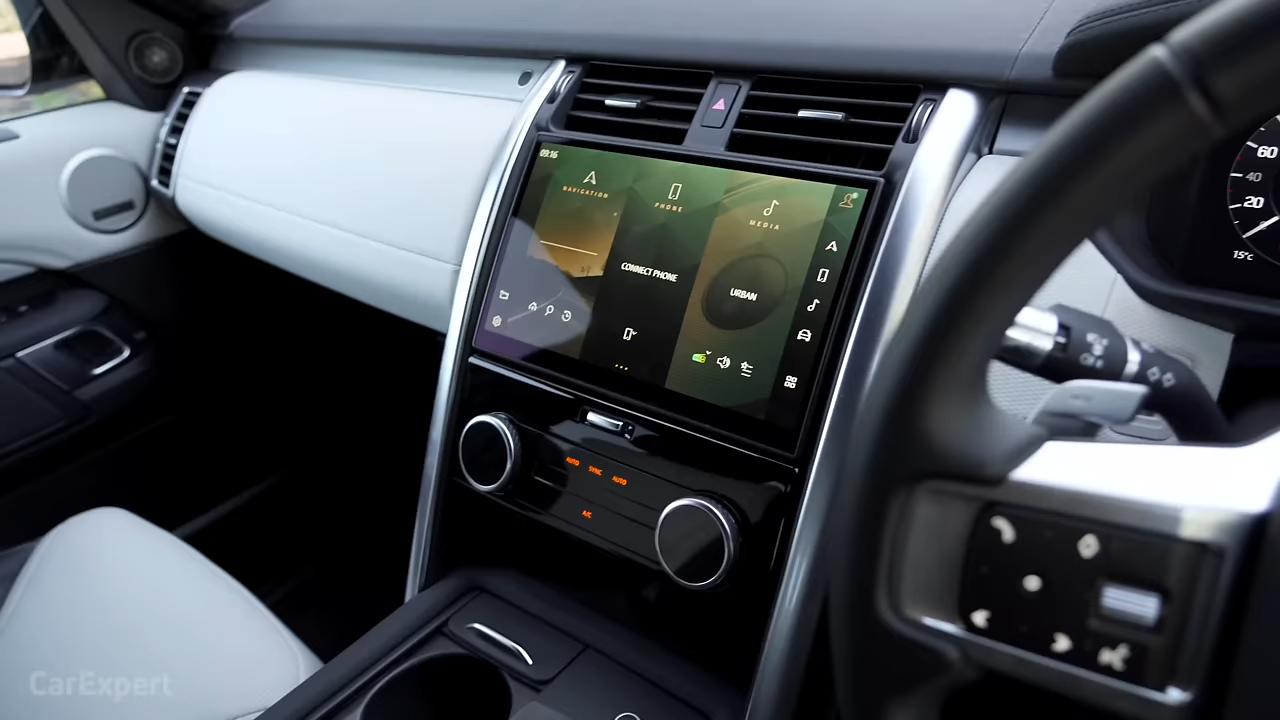 09:16
NAVIGATION
PHONE
MEDIA
CONNECT PHONE
URBAN
AUTO
SYNC
AUTO
A/C
60
40
20
15°c
CarExpert